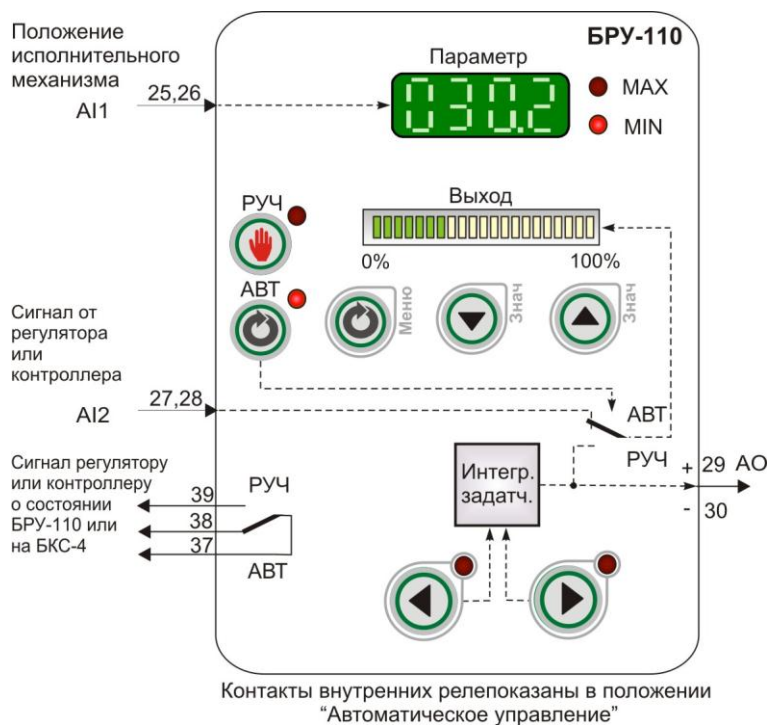 Положение
исполнительного
механизма
25,26
AI1
БРУ-110
Параметр
030.2
MAX
MIN
РУЧ
Выход
0%
100%
АВТ
Меню
Знач
Знач
Сигнал от
регулятора
или
контроллера
27,28
AI2
АВТ
РУЧ
Интегр.
задатч.
+ 29 АО
- 30
Сигнал регулятору
или контроллеру
о состоянии
БРУ-110 или
на БКС-4
39
38
37
РУЧ
АВТ
Контакты внутренних релепоказаны в положении
“Автоматическое управление”